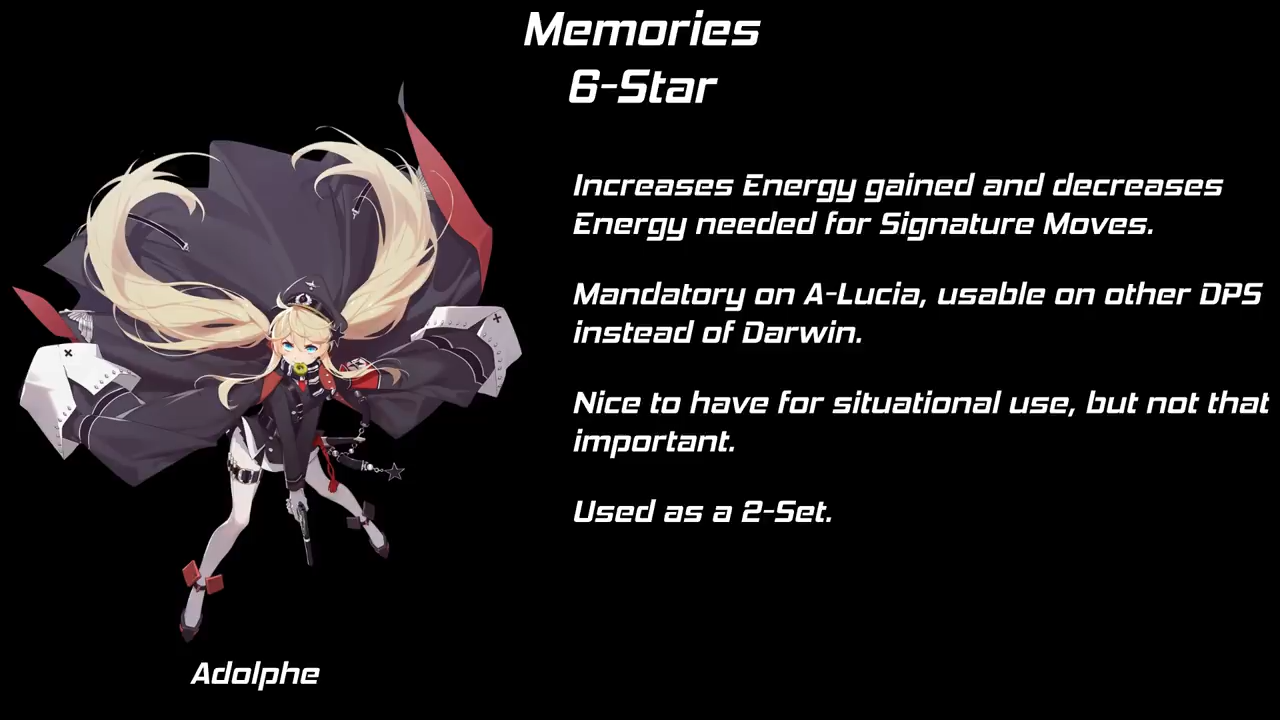 Memories
6-Star
Increases Energy gained and decreases
Energy needed for Signature Moves.
Mandatory on A-Lucia, usable on other DPS
instead of Darwin.
Nice to have for situational use, but not that
important.
Used as a 2-Set.
Adolphe